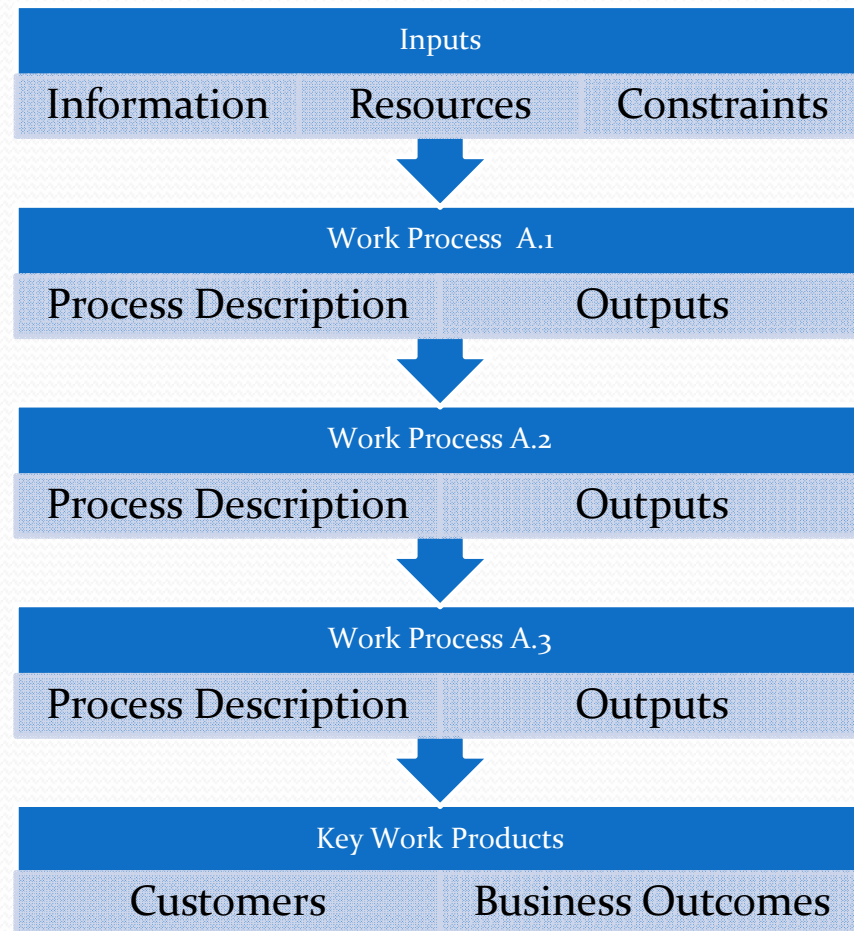 Inputs
Information Resources Constraints
Work Process A.1
Process Description Outputs
Work Process A.2
Process Description Outputs
Work Process A.3
Process Description Outputs
Key Work Products
Customers Business Outcomes